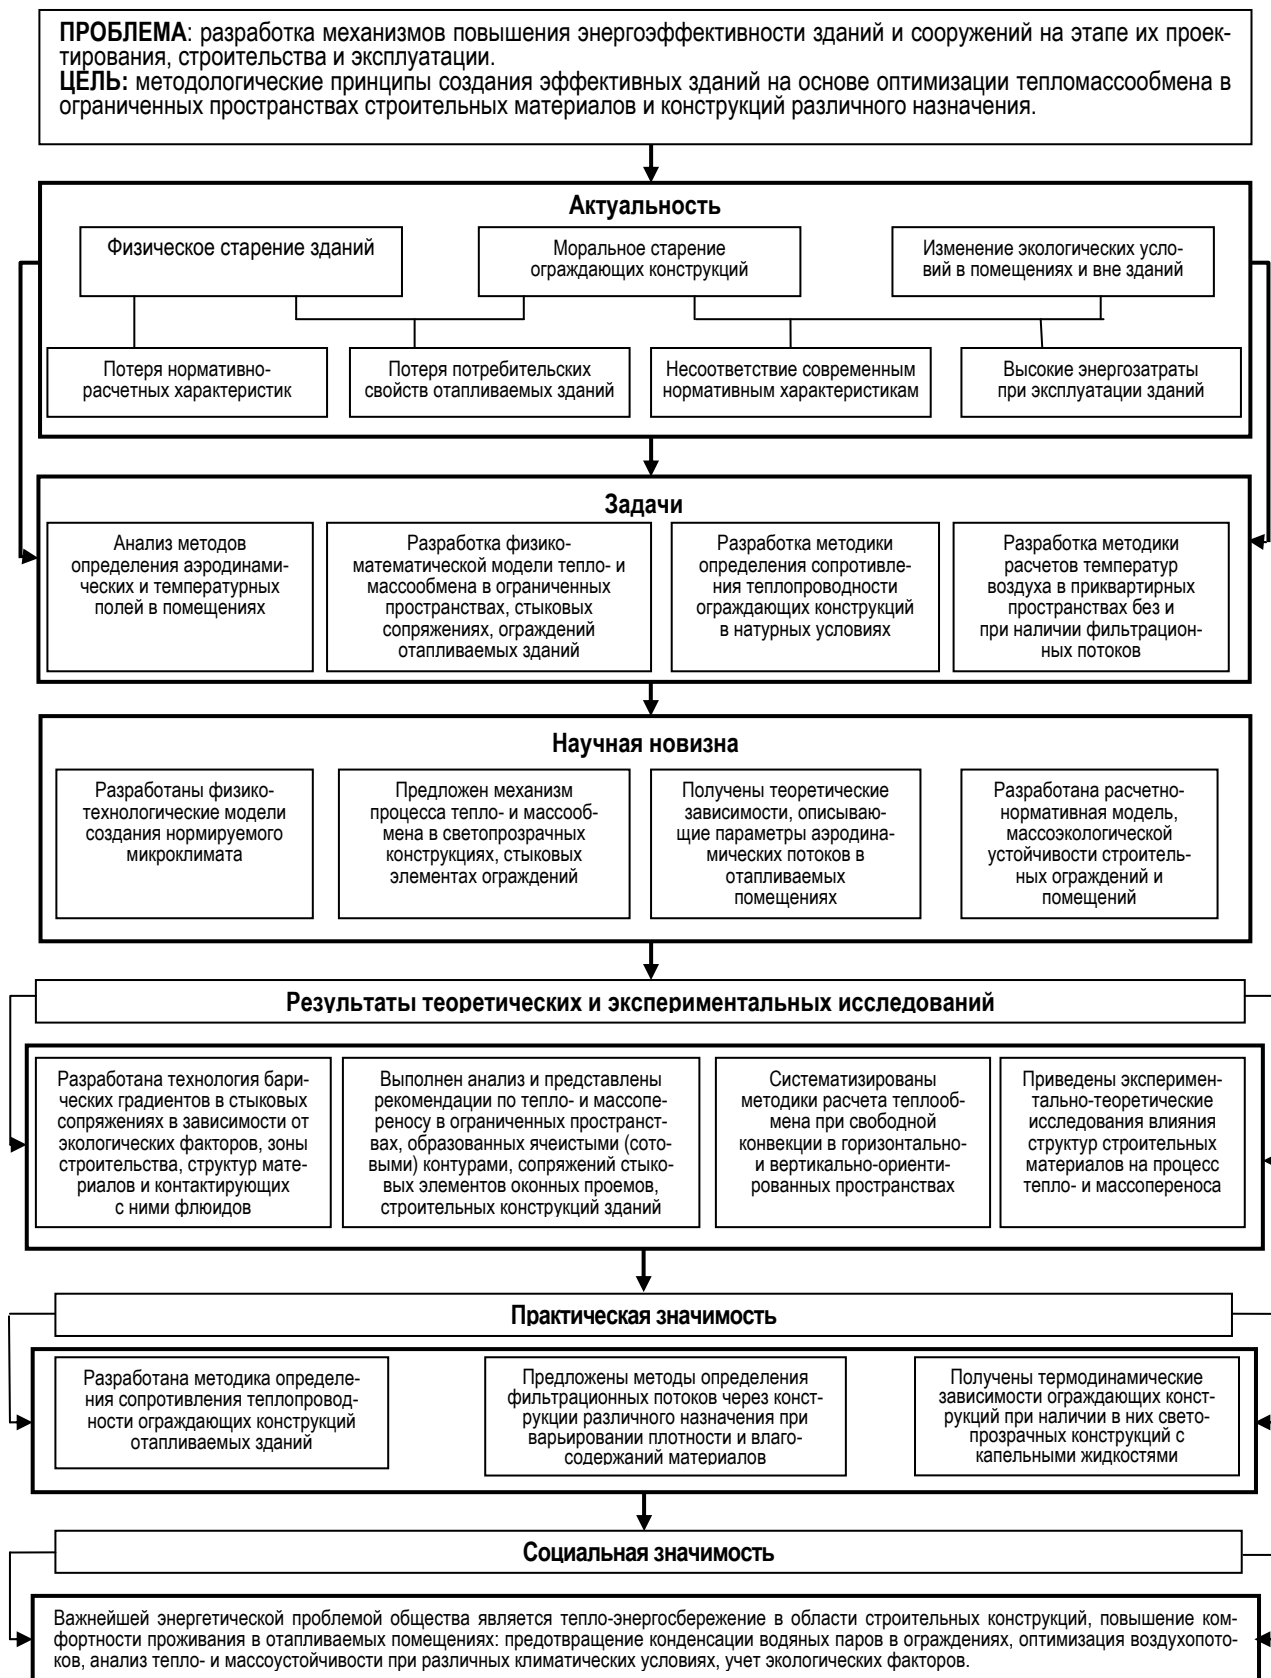 ПРОБЛЕМА: разработка механизмов повышения энергоэффективности зданий и сооружений на этапе их проек-
тирования, строительства и эксплуатации.
ЦЕЛЬ: методологические принципы создания эффективных зданий на основе оптимизации тепломассообмена в
ограниченных пространствах строительных материалов и конструкций различного назначения.
Актуальность
Физическое старение зданий
Моральное старение
ограждающих конструкций
Изменение экологических усло-
вий в помещениях и вне зданий
Потеря нормативно-
расчетных характеристик
Потеря потребительских
свойств отапливаемых зданий
Несоответствие современным
нормативным характеристикам
Высокие энергозатраты
при эксплуатации зданий
Задачи
Анализ методов
определения аэродинами-
ческих и температурных
полей в помещениях
Разработка физико-
математической модели тепло- и
массообмена в ограниченных
пространствах, стыковых
сопряжениях, ограждений
отапливаемых зданий
Разработка методики
определения сопротивле-
ния теплопроводности
ограждающих конструкций
в натурных условиях
Разработка методики
расчетов температур
воздуха в приквартирных
пространствах без и
при наличии фильтрацион-
ных потоков
Научная новизна
Разработаны физико-
технологические модели
создания нормируемого
микроклимата
Предложен механизм
процесса тепло- и массооб-
мена в светопрозрачных
конструкциях, стыковых
элементах ограждений
Получены теоретические
зависимости, описываю-
щие параметры аэродина-
мических потоков в
отапливаемых
помещениях
Разработана расчетно-
нормативная модель,
массоэкологической
устойчивости строитель-
ных ограждений и
помещений
Результаты теоретических и экспериментальных исследований
Разработана технология бари-
ческих градиентов в стыковых
сопряжениях в зависимости от
экологических факторов, зоны
строительства, структур мате-
риалов и контактирующих
с ними флюидов
Выполнен анализ и представлены
рекомендации по тепло- и массопе-
реносу в ограниченных пространст-
вах, образованных ячеистыми (сото-
выми) контурами, сопряжений стыко-
вых элементов оконных проемов,
строительных конструкций зданий
Систематизированы
методики расчета теплооб-
мена при свободной
конвекции в горизонтально-
и вертикально-ориенти-
рованных пространствах
Приведены эксперимен-
тально-теоретические
исследования влияния
структур строительных
материалов на процесс
тепло- и массопереноса
Практическая значимость
Разработана методика определе-
ния сопротивления теплопровод-
ности ограждающих конструкций
отапливаемых зданий
Предложены методы определения
фильтрационных потоков через конст-
рукции различного назначения при
варьировании плотности и влаго-
содержаний материалов
Получены термодинамические
зависимости ограждающих конст-
рукций при наличии в них свето-
прозрачных конструкций с
капельными жидкостями
Социальная значимость
Важнейшей энергетической проблемой общества является тепло-энергосбережение в области строительных конструкций, повышение ком-
фортности проживания в отапливаемых помещениях: предотвращение конденсации водяных паров в ограждениях, оптимизация воздухопото-
ков, анализ тепло- и массоустойчивости при различных климатических условиях, учет экологических факторов.